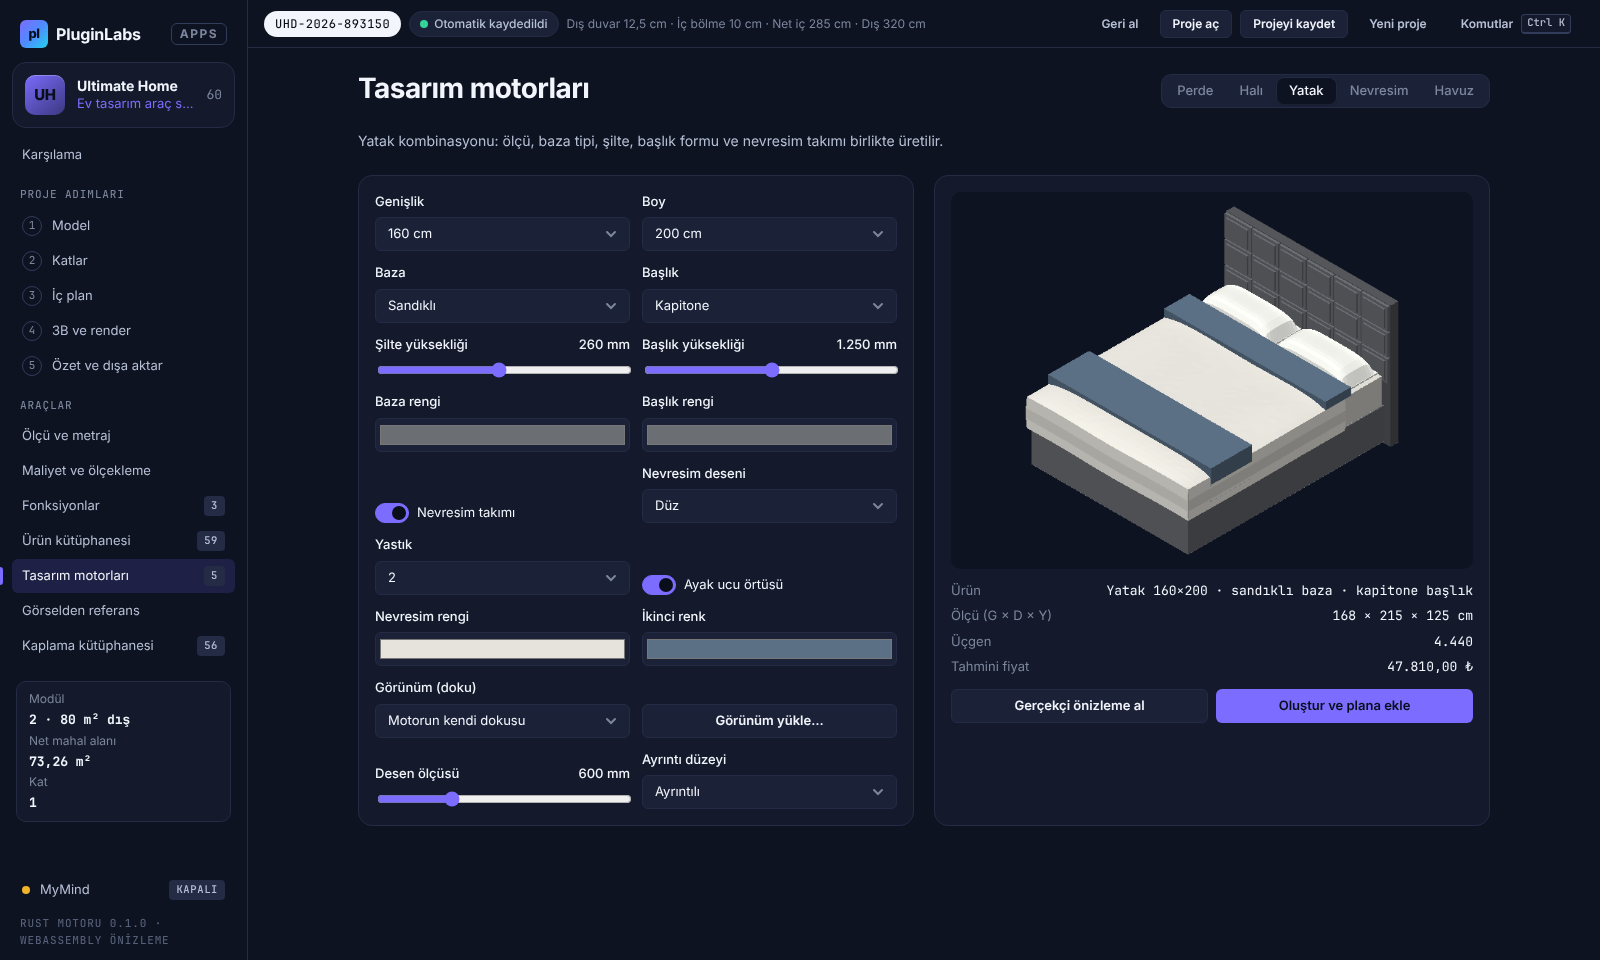 pl PluginLabs APPS
UH Ultimate Home
Ev tasarım araç s... 60
Karşılama
PROJE ADIMLARI
1 Model
2 Katlar
3 İç plan
4 3B ve render
5 Özet ve dışa aktar
ARAÇLAR
Ölçü ve metraj
Maliyet ve ölçekleme
Fonksiyonlar 3
Ürün kütüphanesi 59
Tasarım motorları 5
Görselden referans
Kaplama kütüphanesi 56
Modül
2 · 80 m² dış
Net mahal alanı
73,26 m²
Kat
1
MyMind KAPALI
RUST MOTORU 0.1.0 ·
WEBASSEMBLY ÖNİZLEME
UHD-2026-893150 Otomatik kaydedildi Dış duvar 12,5 cm · İç bölme 10 cm · Net iç 285 cm · Dış 320 cm Geri al Proje aç Projeyi kaydet Yeni proje Komutlar Ctrl K
Tasarım motorları
Perde Halı Yatak Nevresim Havuz
Yatak kombinasyonu: ölçü, baza tipi, şilte, başlık formu ve nevresim takımı birlikte üretilir.
Genişlik Boy
160 cm 200 cm
Baza Başlık
Sandıklı Kapitone
Şilte yüksekliği 260 mm Başlık yüksekliği 1.250 mm
Baza rengi Başlık rengi
Nevresim deseni
Nevresim takımı Düz
Yastık
2 Ayak ucu örtüsü
Nevresim rengi İkinci renk
Görünüm (doku)
Motorun kendi dokusu Görünüm yükle...
Desen ölçüsü 600 mm Ayrıntı düzeyi
Ayrıntılı
Ürün Yatak 160×200 · sandıklı baza · kapitone başlık
Ölçü (G × D × Y) 168 × 215 × 125 cm
Üçgen 4.440
Tahmini fiyat 47.810,00 ₺
Gerçekçi önizleme al Oluştur ve plana ekle